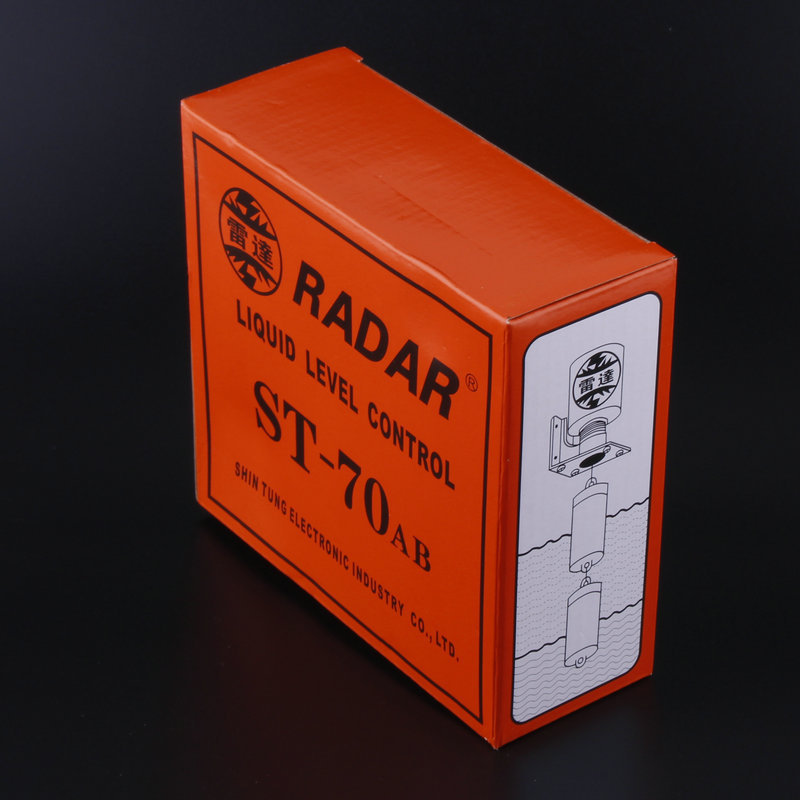 雷達
RADAR®
LIQUID LEVEL CONTROL
ST-70AB
SHIN TUNG ELECTRONIC INDUSTRY CO., LTD.
雷達